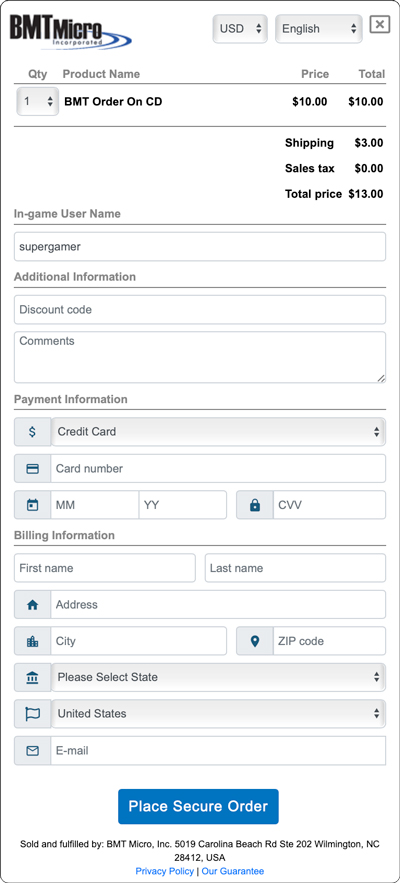 BMTMicro USD English
Incorporated
Qty Product Name Price Total
1 BMT Order On CD $10.00 $10.00
Shipping $3.00
Sales tax $0.00
Total price $13.00
In-game User Name
supergamer
Additional Information
Discount code
Comments
Payment Information
$ Credit Card
Card number
MM YY CVV
Billing Information
First name Last name
Address
City ZIP code
Please Select State
United States
E-mail
Place Secure Order
Sold and fulfilled by: BMT Micro, Inc. 5019 Carolina Beach Rd Ste 202 Wilmington, NC
28412, USA
Privacy Policy | Our Guarantee